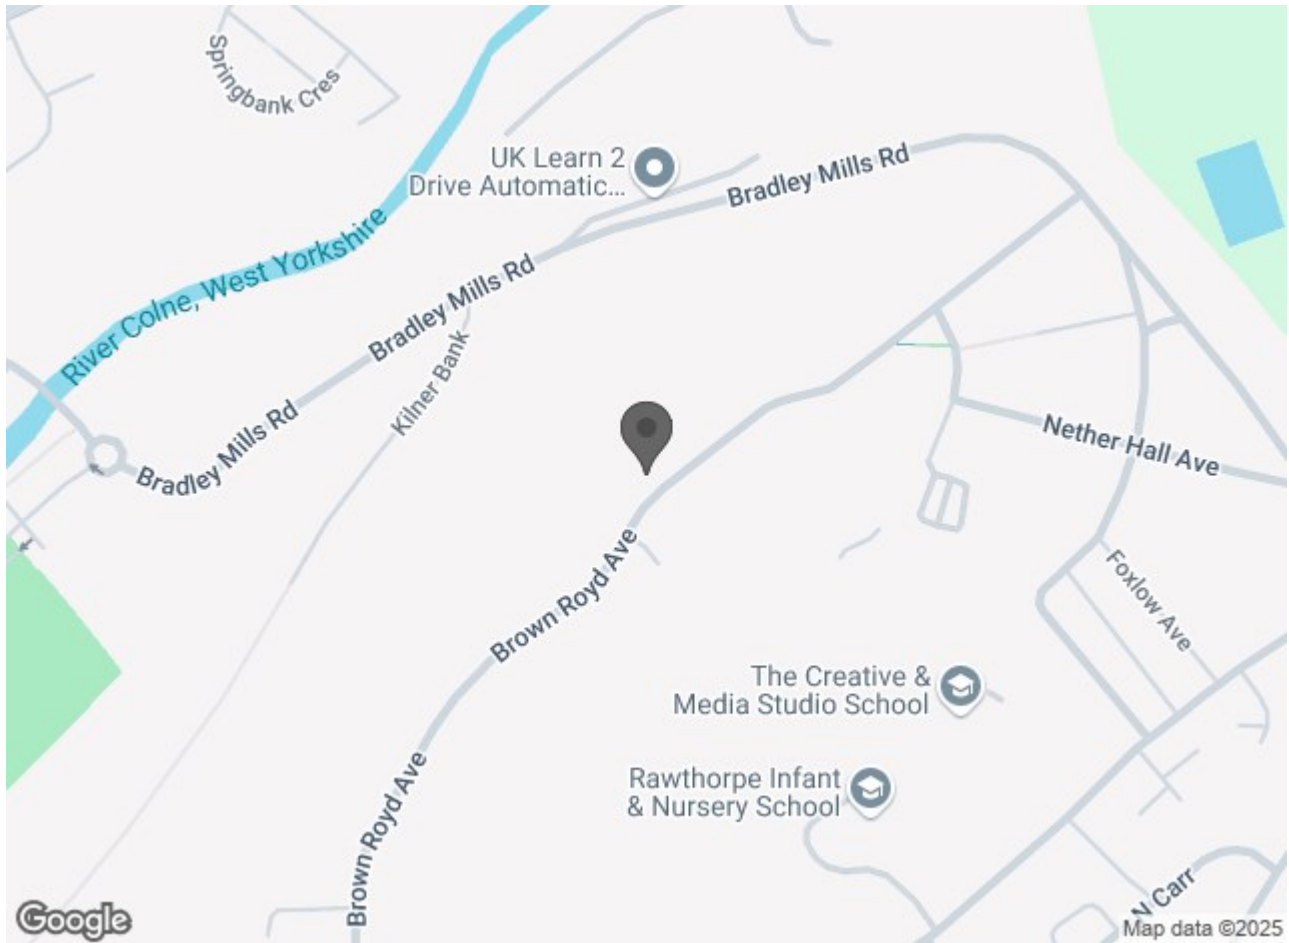 Springbank Cres
UK Learn 2
Drive Automatic...
Bradley Mills Rd
River Colne, West Yorkshire
Bradley Mills Rd
Kilner Bank
Bradley Mills Rd
Nether Hall Ave
Brown Royd Ave
Foxlow Ave
The Creative &
Media Studio School
Rawthorpe Infant
& Nursery School
Brown Royd Ave
N Carr
Google
Map data ©2025